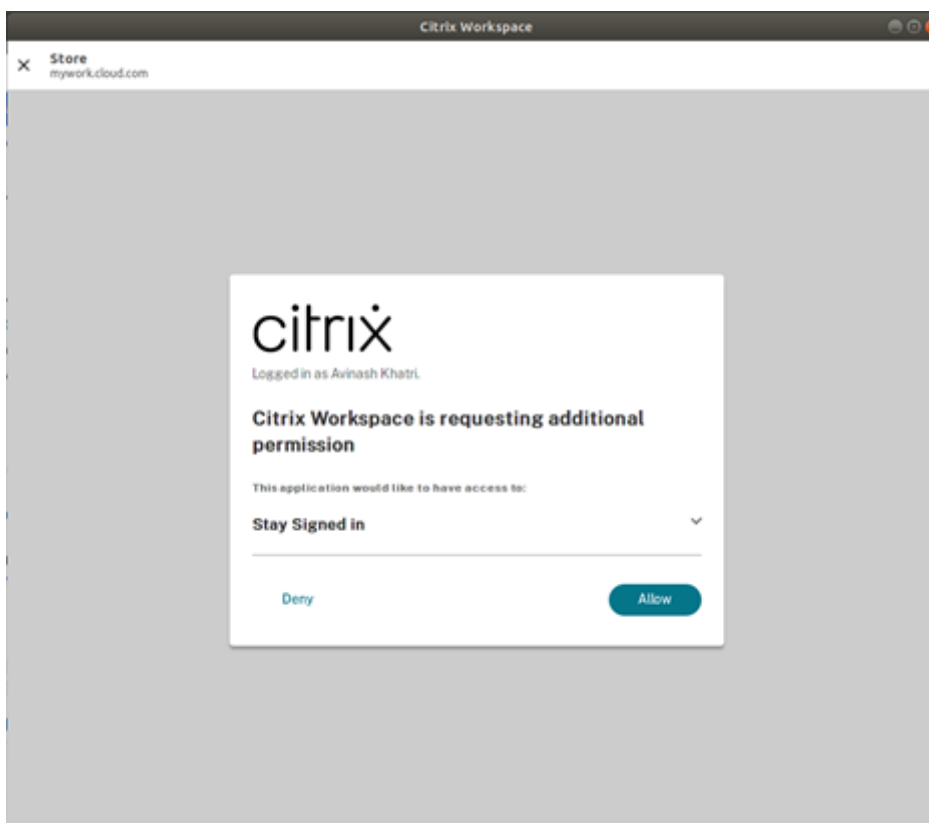 Citrix Workspace
Store
mywork.cloud.com
citrix
Logged in as Avinash Khatri.
Citrix Workspace is requesting additional
permission
This application would like to have access to:
Stay Signed in
Deny
Allow